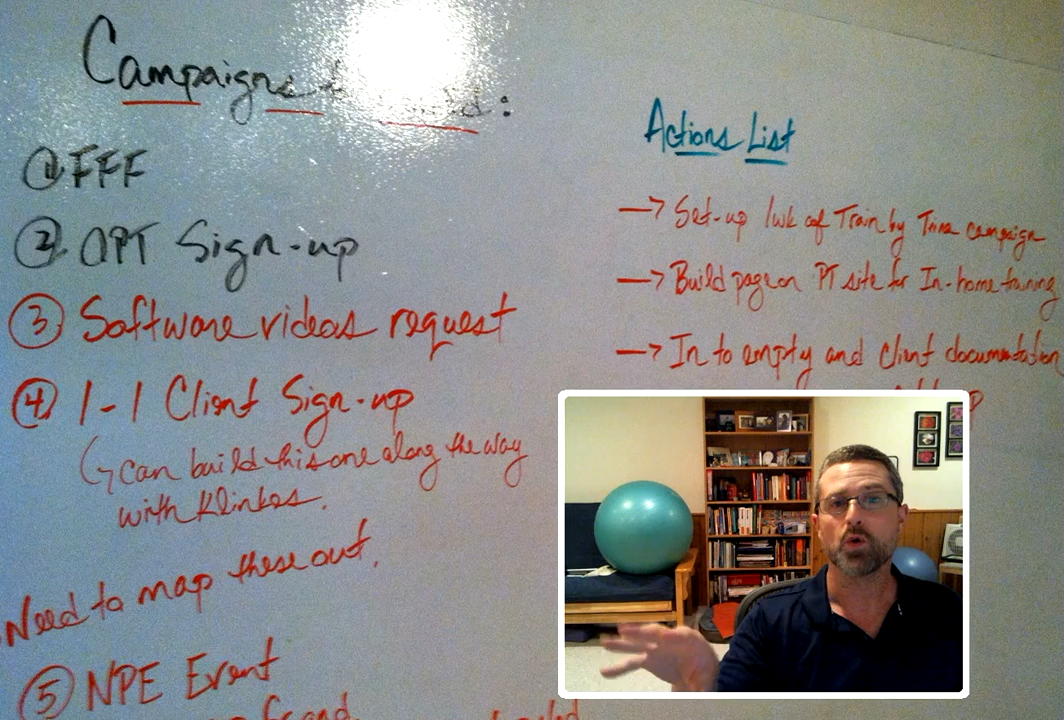 Campaigns
① FFF
② OPT Sign-up
③ Software videos request
④ 1-1 Client Sign-up
can build this one along the way
with Klinkes.
Need to map these out.
⑤ NPE Event
Actions List
→ Set-up 1wk of Train by Trina campaign
→ Build page on PT site for In-home training
→ In to empty and client documentation